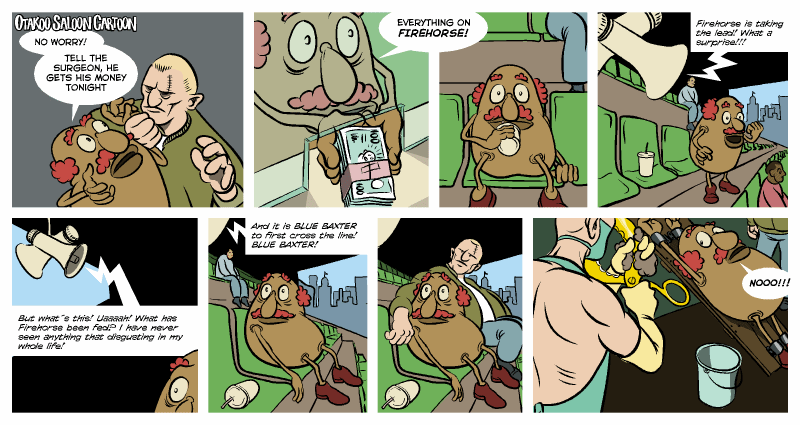 OTAKOO SALOON CARTOON
NO WORRY!
TELL THE
SURGEON, HE
GETS HIS MONEY
TONIGHT
EVERYTHING ON
FIREHORSE!
Firehorse is taking
the lead! What a
surprise!!!
But what's this! Uaaaah! What has
Firehorse been fed? I have never
seen anything that disgusting in my
whole life!
And it is BLUE BAXTER
to first cross the line!
BLUE BAXTER!
NOOO!!!